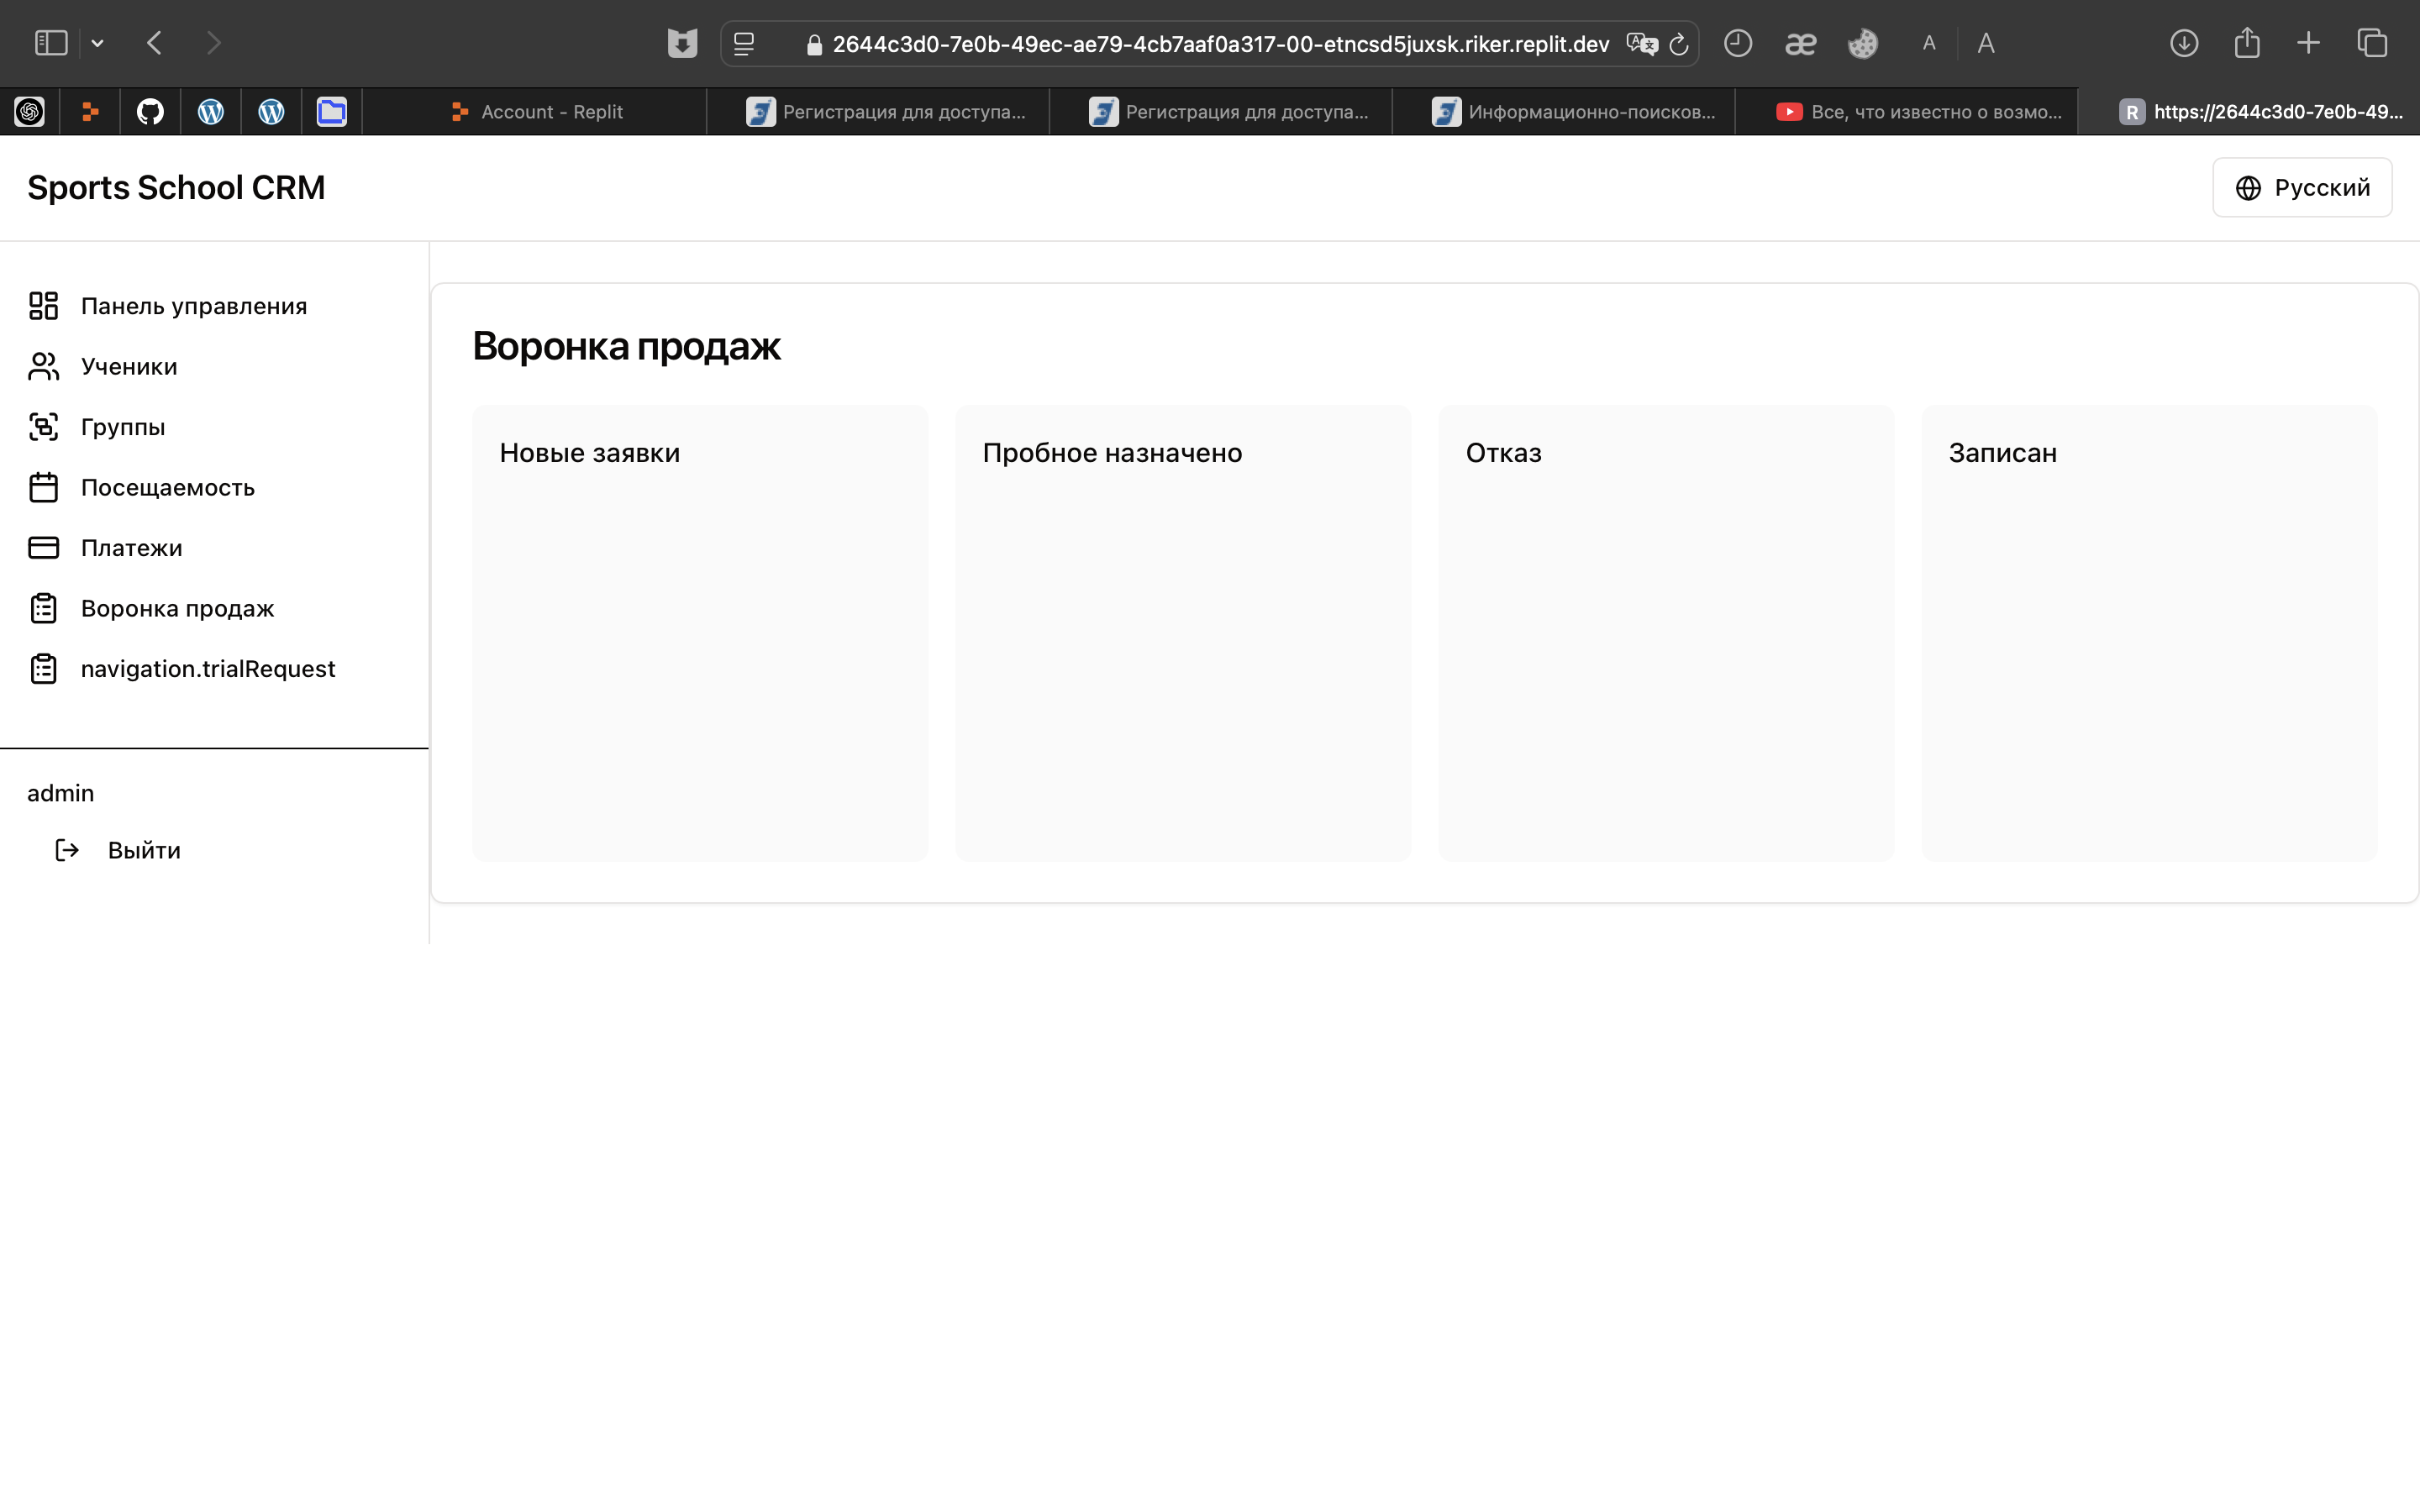 2644c3d0-7e0b-49ec-ae79-4cb7aaf0a317-00-etncsd5juxsk.riker.replit.dev
A A
Account - Replit
Регистрация для доступа...
Регистрация для доступа...
Информационно-поисков...
Все, что известно о возмо...
R https://2644c3d0-7e0b-49...
Sports School CRM
Русский
Панель управления
Ученики
Группы
Посещаемость
Платежи
Воронка продаж
navigation.trialRequest
admin
Выйти
Воронка продаж
Новые заявки
Пробное назначено
Отказ
Записан